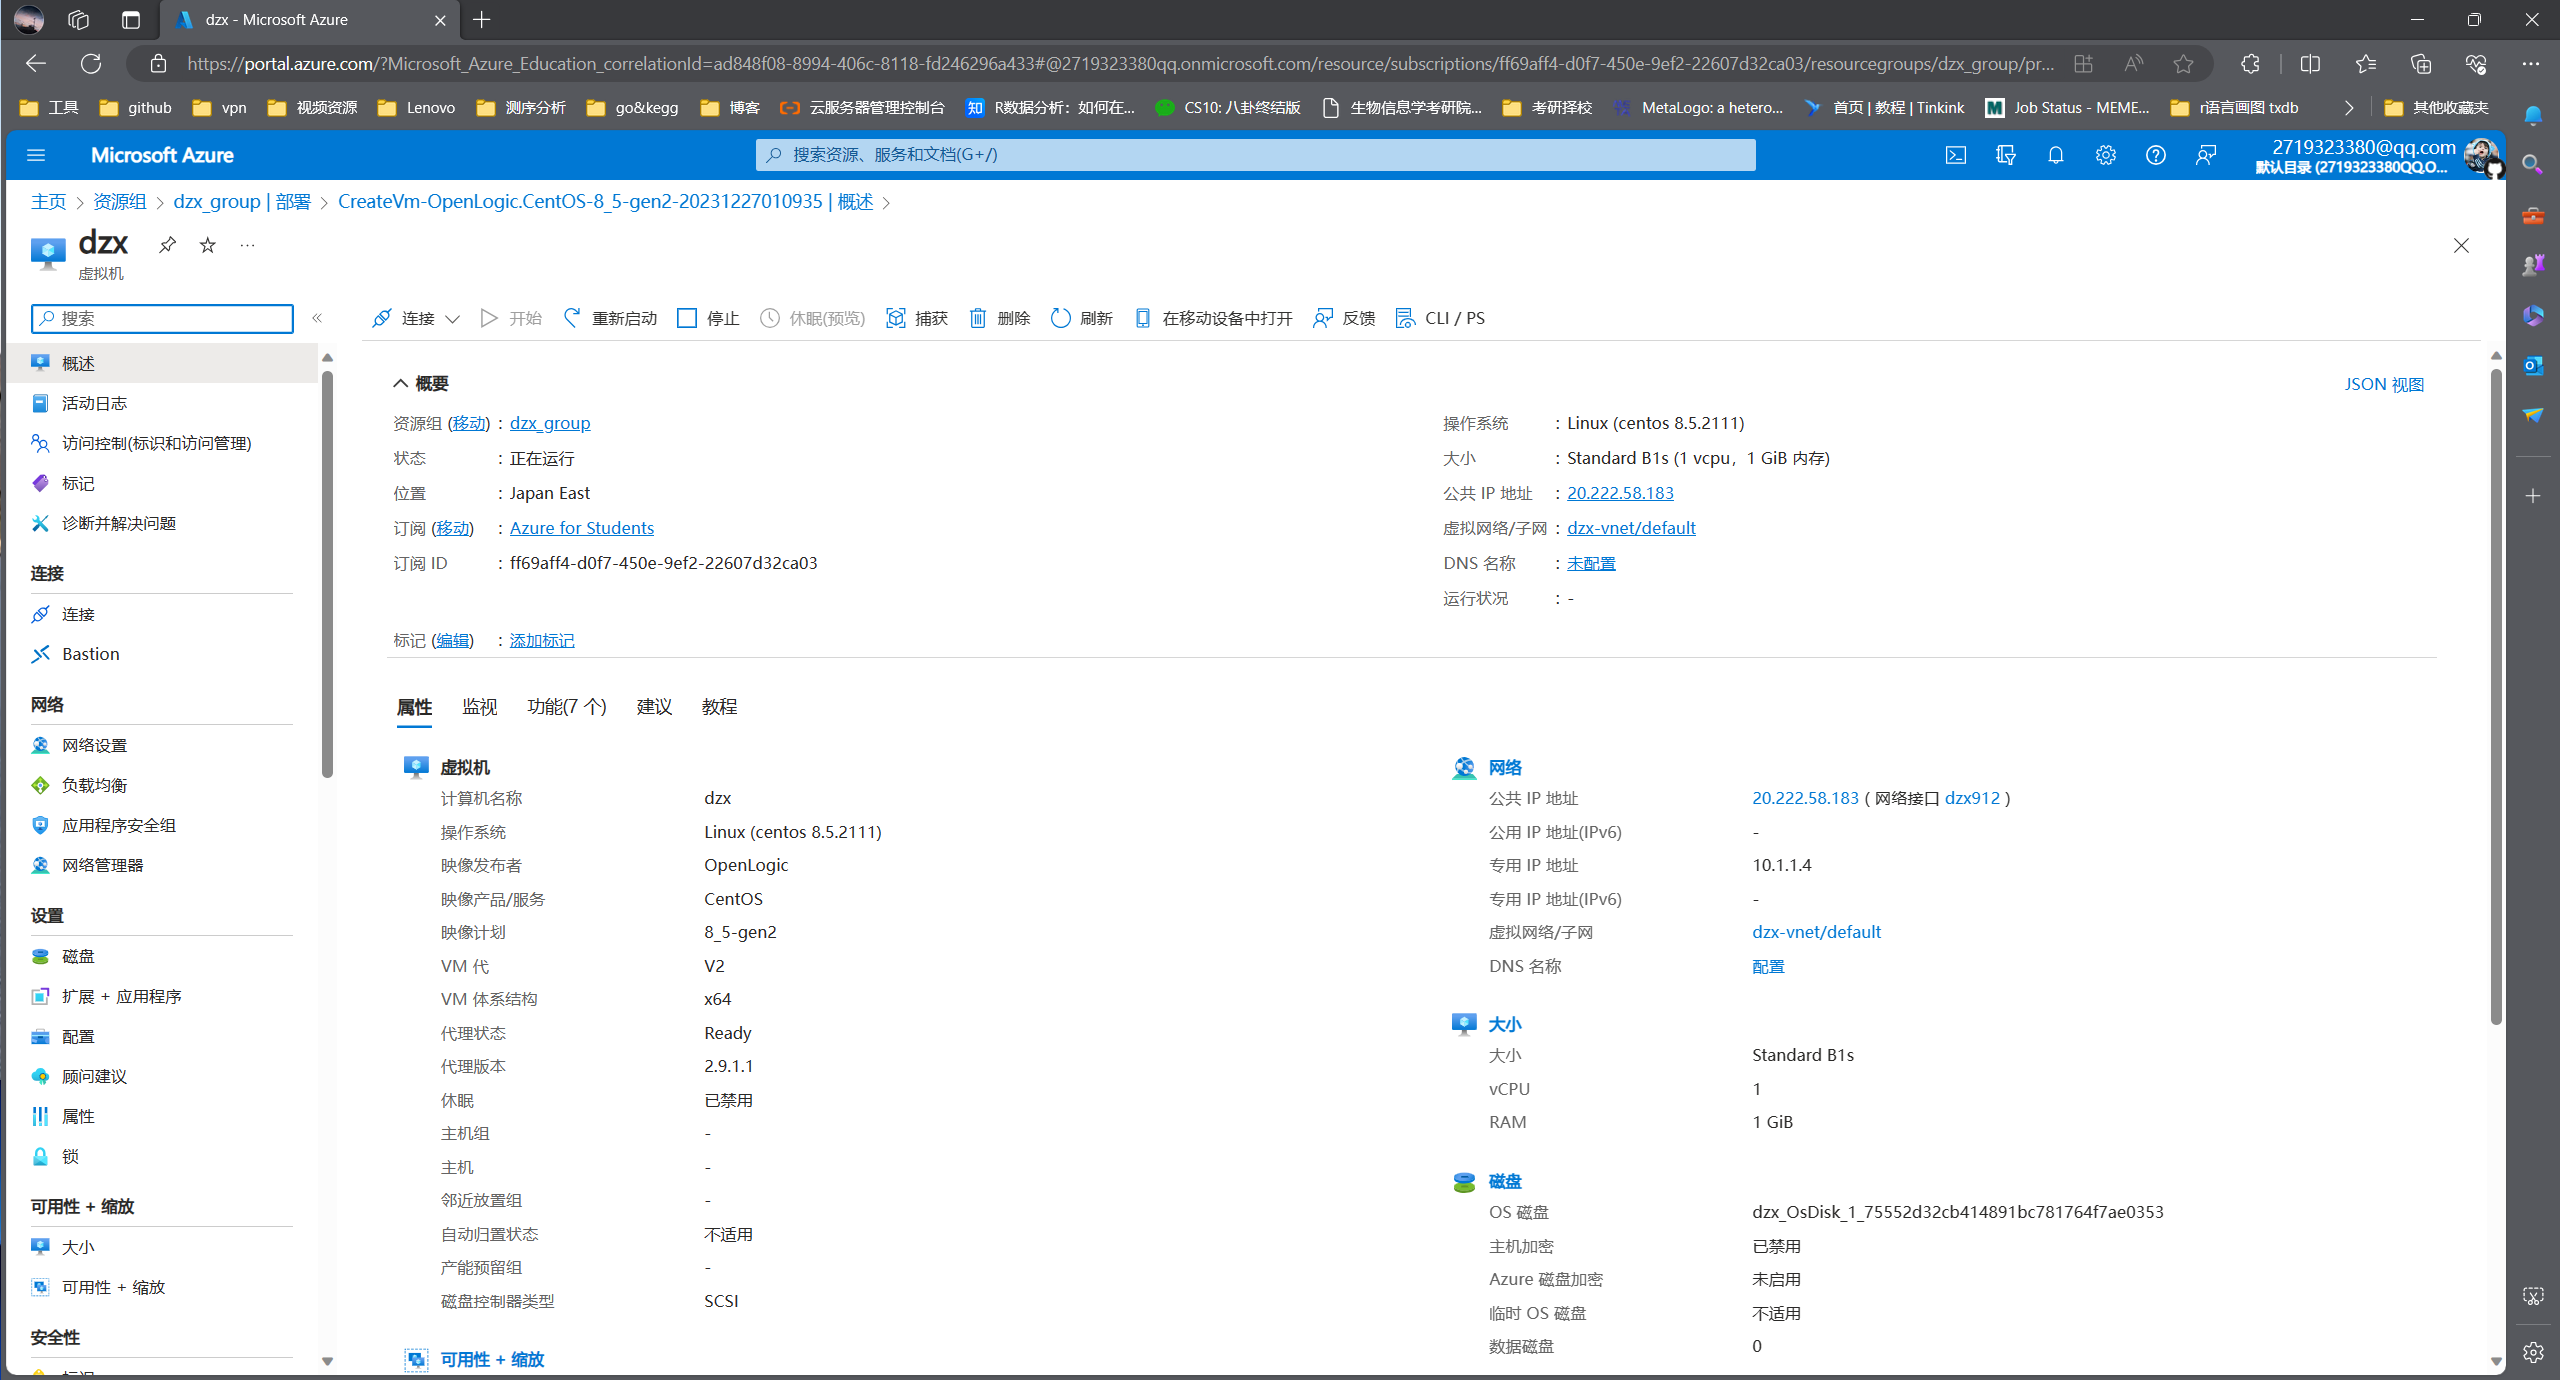 dzx - Microsoft Azure
https://portal.azure.com/?Microsoft_Azure_Education_correlationId=ad848f08-8994-406c-8118-fd246296a433#@2719323380qq.onmicrosoft.com/resource/subscriptions/ff69aff4-d0f7-450e-9ef2-22607d32ca03/resourcegroups/dzx_group/pr...
工具 github vpn 视频资源 Lenovo 测序分析 go&kegg 博客 云服务器管理控制台 R数据分析：如何在... CS10: 八卦终结版 生物信息学考研院... 考研择校 MetaLogo: a hetero... 首页 | 教程 | Tinkink Job Status - MEME... r语言画图 txdb 其他收藏夹
Microsoft Azure
搜索资源、服务和文档(G+/)
2719323380@qq.com
默认目录 (2719323380QQ.O...
主页 > 资源组 > dzx_group | 部署 > CreateVm-OpenLogic.CentOS-8_5-gen2-20231227010935 | 概述 >
dzx
虚拟机
搜索
连接 开始 重新启动 停止 休眠(预览) 捕获 删除 刷新 在移动设备中打开 反馈 CLI / PS
概述
活动日志
访问控制(标识和访问管理)
标记
诊断并解决问题
连接
连接
Bastion
网络
网络设置
负载均衡
应用程序安全组
网络管理器
设置
磁盘
扩展 + 应用程序
配置
顾问建议
属性
锁
可用性 + 缩放
大小
可用性 + 缩放
安全性
概要
JSON 视图
资源组 (移动) : dzx_group
状态 : 正在运行
位置 : Japan East
订阅 (移动) : Azure for Students
订阅 ID : ff69aff4-d0f7-450e-9ef2-22607d32ca03
操作系统 : Linux (centos 8.5.2111)
大小 : Standard B1s (1 vcpu，1 GiB 内存)
公共 IP 地址 : 20.222.58.183
虚拟网络/子网 : dzx-vnet/default
DNS 名称 : 未配置
运行状况 : -
标记 (编辑) : 添加标记
属性 监视 功能(7 个) 建议 教程
虚拟机
计算机名称 dzx
操作系统 Linux (centos 8.5.2111)
映像发布者 OpenLogic
映像产品/服务 CentOS
映像计划 8_5-gen2
VM 代 V2
VM 体系结构 x64
代理状态 Ready
代理版本 2.9.1.1
休眠 已禁用
主机组 -
主机 -
邻近放置组 -
自动归置状态 不适用
产能预留组 -
磁盘控制器类型 SCSI
可用性 + 缩放
网络
公共 IP 地址 20.222.58.183 ( 网络接口 dzx912 )
公用 IP 地址(IPv6) -
专用 IP 地址 10.1.1.4
专用 IP 地址(IPv6) -
虚拟网络/子网 dzx-vnet/default
DNS 名称 配置
大小
大小 Standard B1s
vCPU 1
RAM 1 GiB
磁盘
OS 磁盘 dzx_OsDisk_1_75552d32cb414891bc781764f7ae0353
主机加密 已禁用
Azure 磁盘加密 未启用
临时 OS 磁盘 不适用
数据磁盘 0